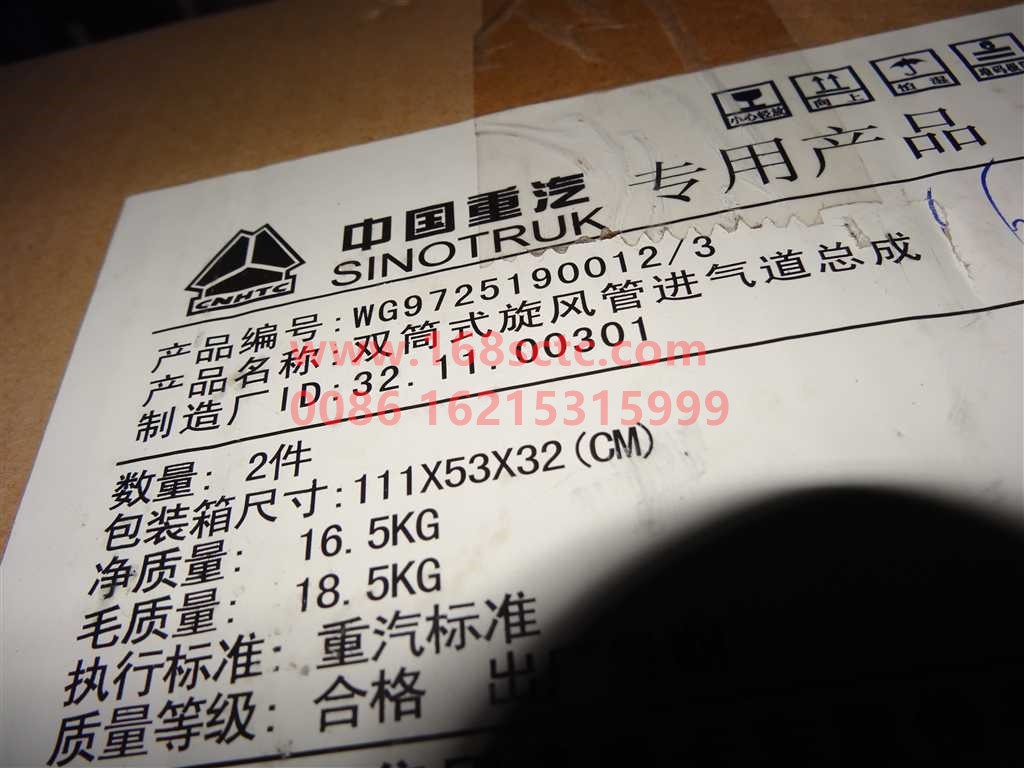 小心轻放 向上 怕湿
中国重汽 专用产品
SINOTRUK
CNHTC
产品编号:WG9725190012/3
产品名称:双筒式旋风管进气道总成
www.168sctc.com
制造厂ID:32.11.00301
0086 16215315999
数量: 2件
包装箱尺寸:111X53X32(CM)
净质量: 16.5KG
毛质量: 18.5KG
执行标准: 重汽标准
质量等级: 合格 出